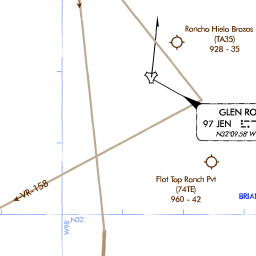 Rancho Hielo Brazos
(TA35)
928 - 35
GLEN RO
97 JEN
N32°09.58' W
Flat Top Ranch Pvt
(74TE)
960 - 42
VR-158
N32°
W98°
BRIA